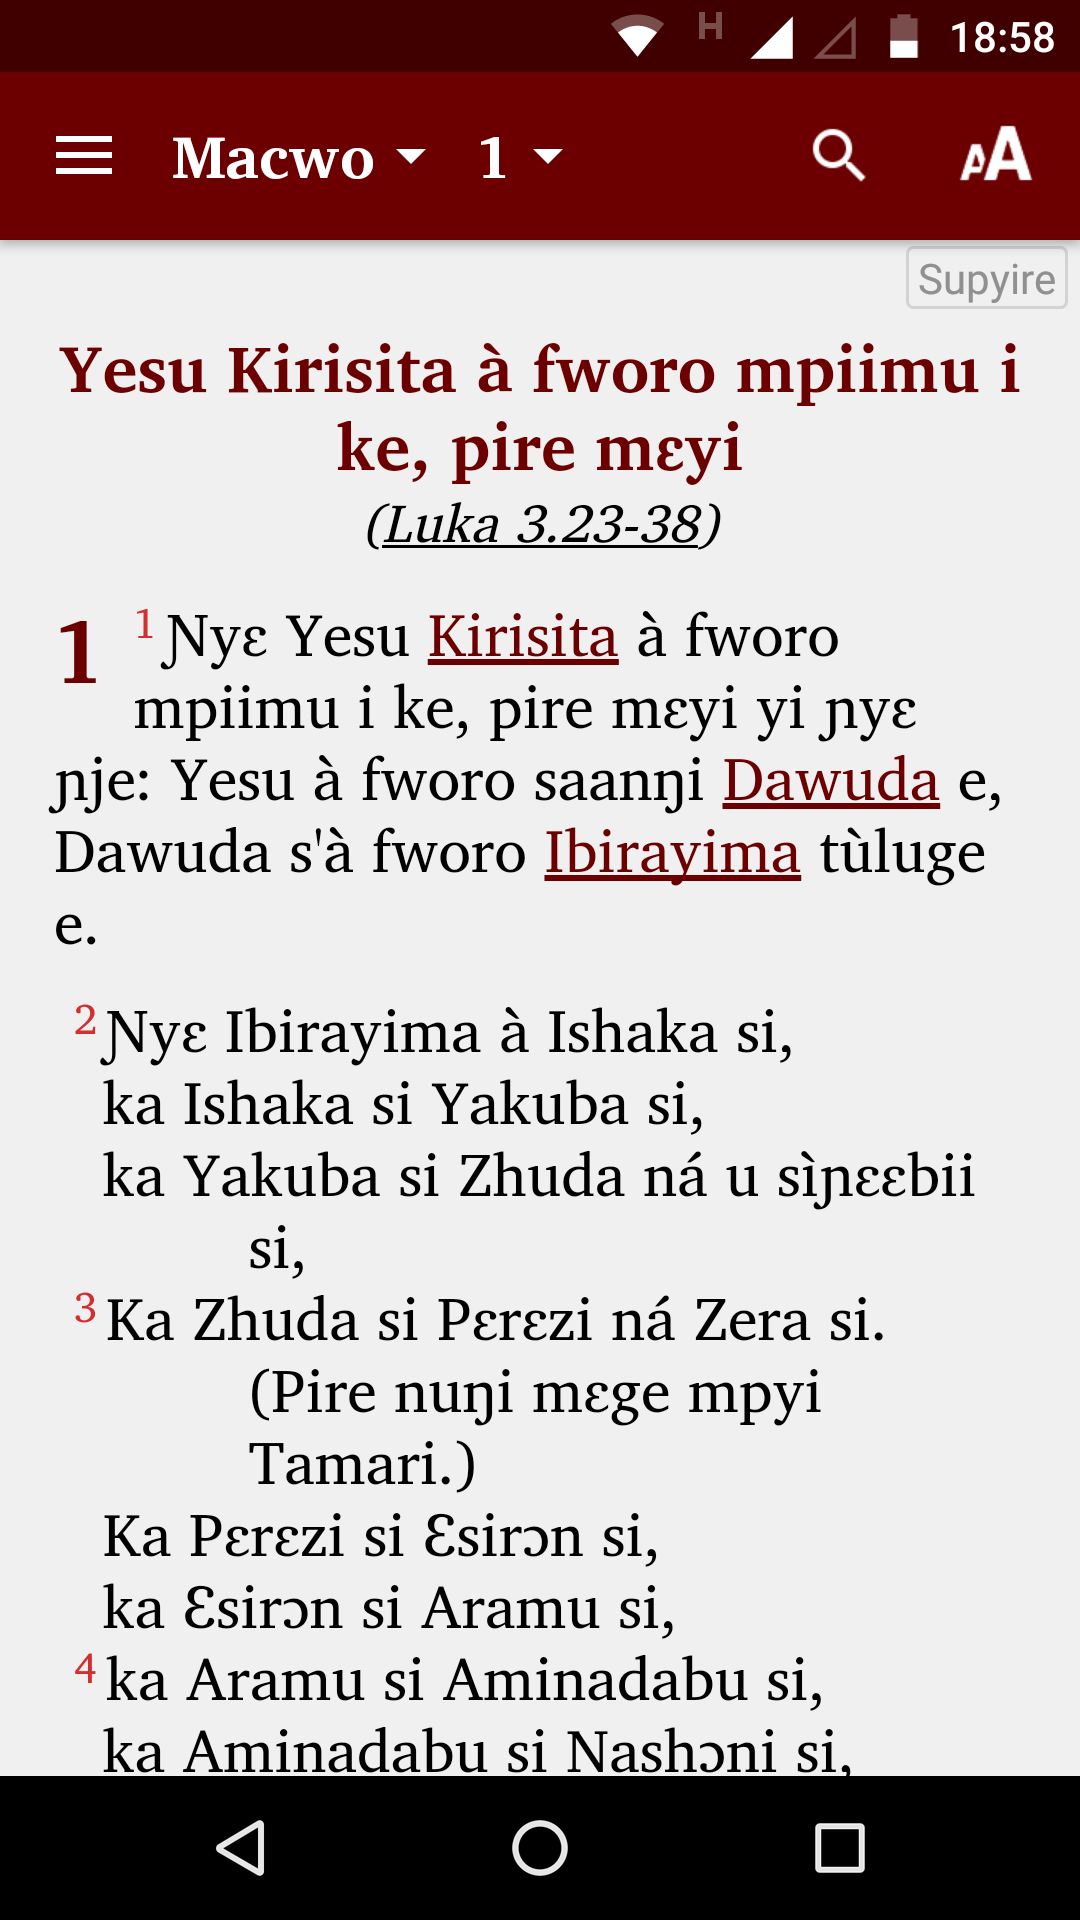 H 18:58
Macwo 1 AA
Supyire
Yesu Kirisita à fworo mpiimu i
ke, pire mɛyi
(Luka 3.23-38)
1 1 Ɲyɛ Yesu Kirisita à fworo
mpiimu i ke, pire mɛyi yi ɲyɛ
ɲje: Yesu à fworo saanŋi Dawuda e,
Dawuda s'à fworo Ibirayima tùluge
e.
2 Ɲyɛ Ibirayima à Ishaka si,
ka Ishaka si Yakuba si,
ka Yakuba si Zhuda ná u sìɲɛɛbii
si,
3 Ka Zhuda si Pɛrɛzi ná Zera si.
(Pire nuŋi mɛge mpyi
Tamari.)
Ka Pɛrɛzi si Ɛsirɔn si,
ka Ɛsirɔn si Aramu si,
4 ka Aramu si Aminadabu si,
ka Aminadabu si Nashɔni si,